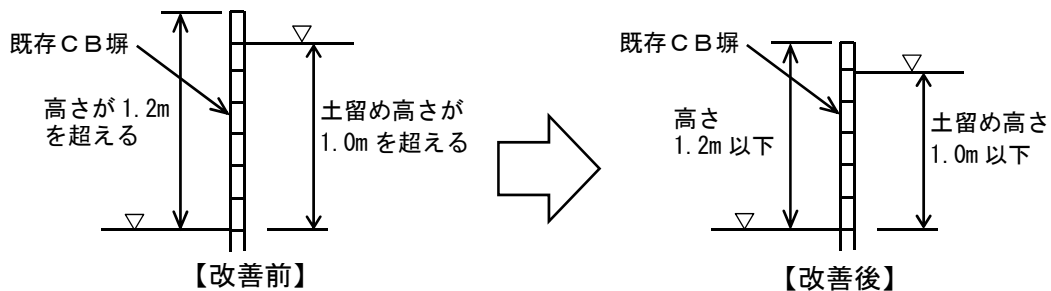 既存ＣＢ塀
高さが 1.2m
を超える
土留め高さが
1.0m を超える
【改善前】
既存ＣＢ塀
高さ
1.2m 以下
土留め高さ
1.0m 以下
【改善後】